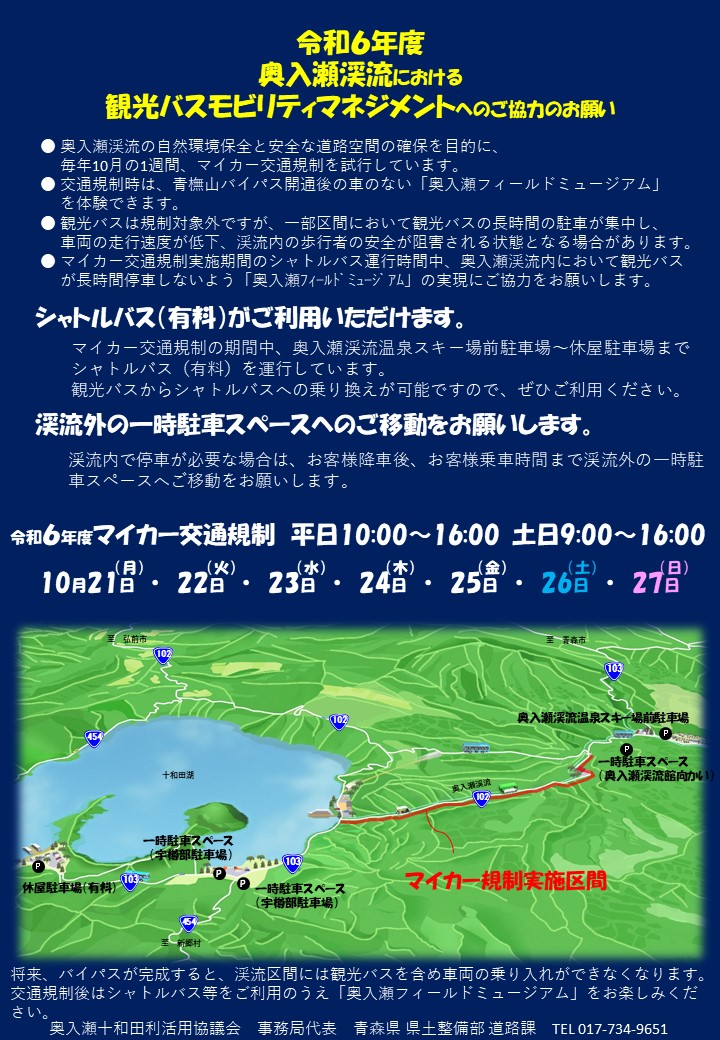 令和6年度
奥入瀬渓流における
観光バスモビリティマネジメントへのご協力のお願い
● 奥入瀬渓流の自然環境保全と安全な道路空間の確保を目的に、
毎年10月の1週間、マイカー交通規制を試行しています。
● 交通規制時は、青橅山バイパス開通後の車のない「奥入瀬フィールドミュージアム」
を体験できます。
● 観光バスは規制対象外ですが、一部区間において観光バスの長時間の駐車が集中し、
車両の走行速度が低下、渓流内の歩行者の安全が阻害される状態となる場合があります。
● マイカー交通規制実施期間のシャトルバス運行時間中、奥入瀬渓流内において観光バス
が長時間停車しないよう「奥入瀬ﾌｨｰﾙﾄﾞﾐｭｰｼﾞｱﾑ」の実現にご協力をお願いします。
シャトルバス(有料)がご利用いただけます。
マイカー交通規制の期間中、奥入瀬渓流温泉スキー場前駐車場～休屋駐車場まで
シャトルバス（有料）を運行しています。
観光バスからシャトルバスへの乗り換えが可能ですので、ぜひご利用ください。
渓流外の一時駐車スペースへのご移動をお願いします。
渓流内で停車が必要な場合は、お客様降車後、お客様乗車時間まで渓流外の一時駐
車スペースへご移動をお願いします。
令和6年度マイカー交通規制 平日10:00～16:00 土日9:00～16:00
10月21日(月)・22日(火)・23日(水)・24日(木)・25日(金)・26日(土)・27日(日)
至 弘前市
至 青森市
102
103
454
102
奥入瀬渓流温泉スキー場前駐車場
P
P
一時駐車スペース
(奥入瀬渓流館向かい)
十和田湖
奥入瀬渓流
102
一時駐車スペース
(宇樽部駐車場)
マイカー規制実施区間
P
休屋駐車場(有料)
103
P
P
103
一時駐車スペース
(宇樽部駐車場)
454
至 新郷村
将来、バイパスが完成すると、渓流区間には観光バスを含め車両の乗り入れができなくなります。
交通規制後はシャトルバス等をご利用のうえ「奥入瀬フィールドミュージアム」をお楽しみくだ
さい。
奥入瀬十和田利活用協議会 事務局代表 青森県 県土整備部 道路課 TEL 017-734-9651